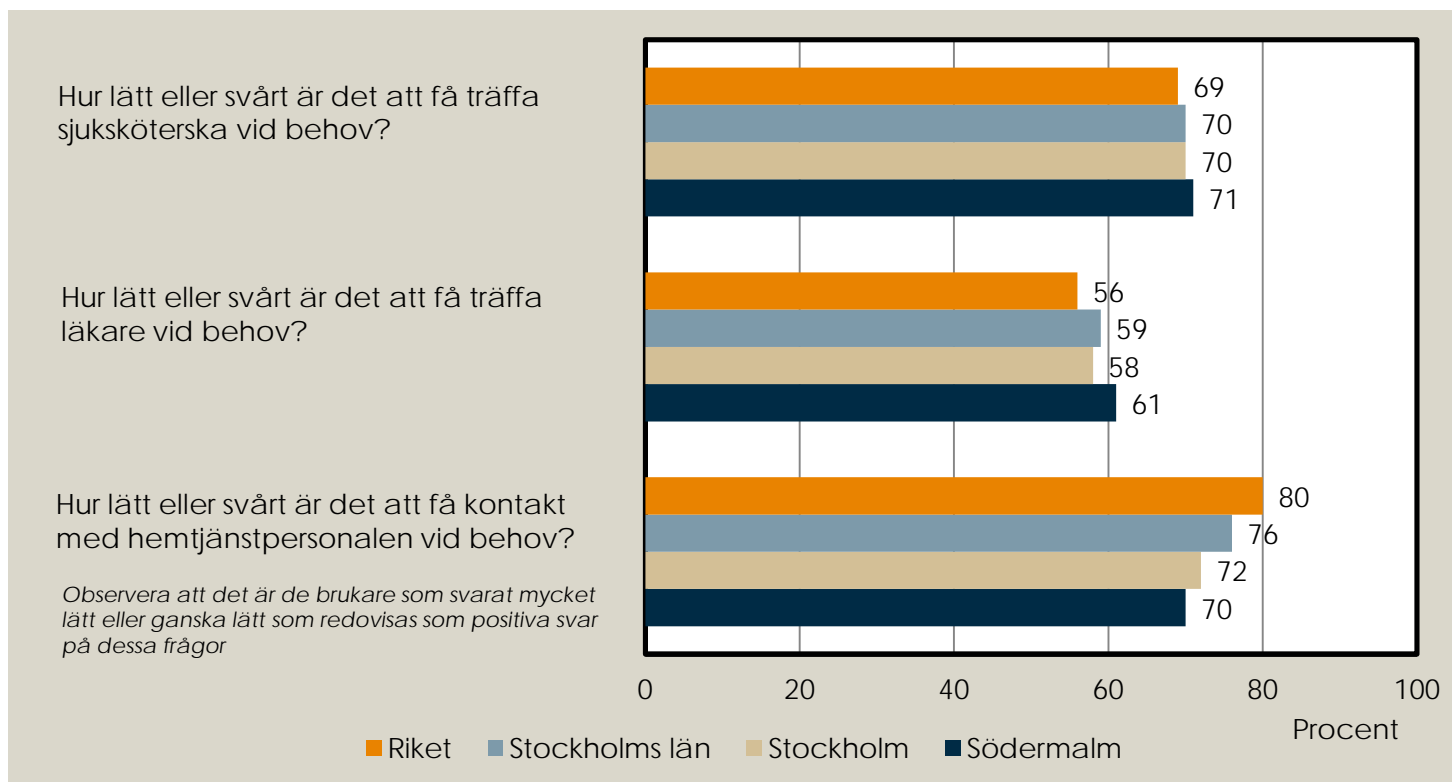 Hur lätt eller svårt är det att få träffa
sjuksköterska vid behov?
69
70
70
71
Hur lätt eller svårt är det att få träffa
läkare vid behov?
56
59
58
61
Hur lätt eller svårt är det att få kontakt
med hemtjänstpersonalen vid behov?
Observera att det är de brukare som svarat mycket
lätt eller ganska lätt som redovisas som positiva svar
på dessa frågor
80
76
72
70
0 20 40 60 80 100
Procent
Riket Stockholms län Stockholm Södermalm